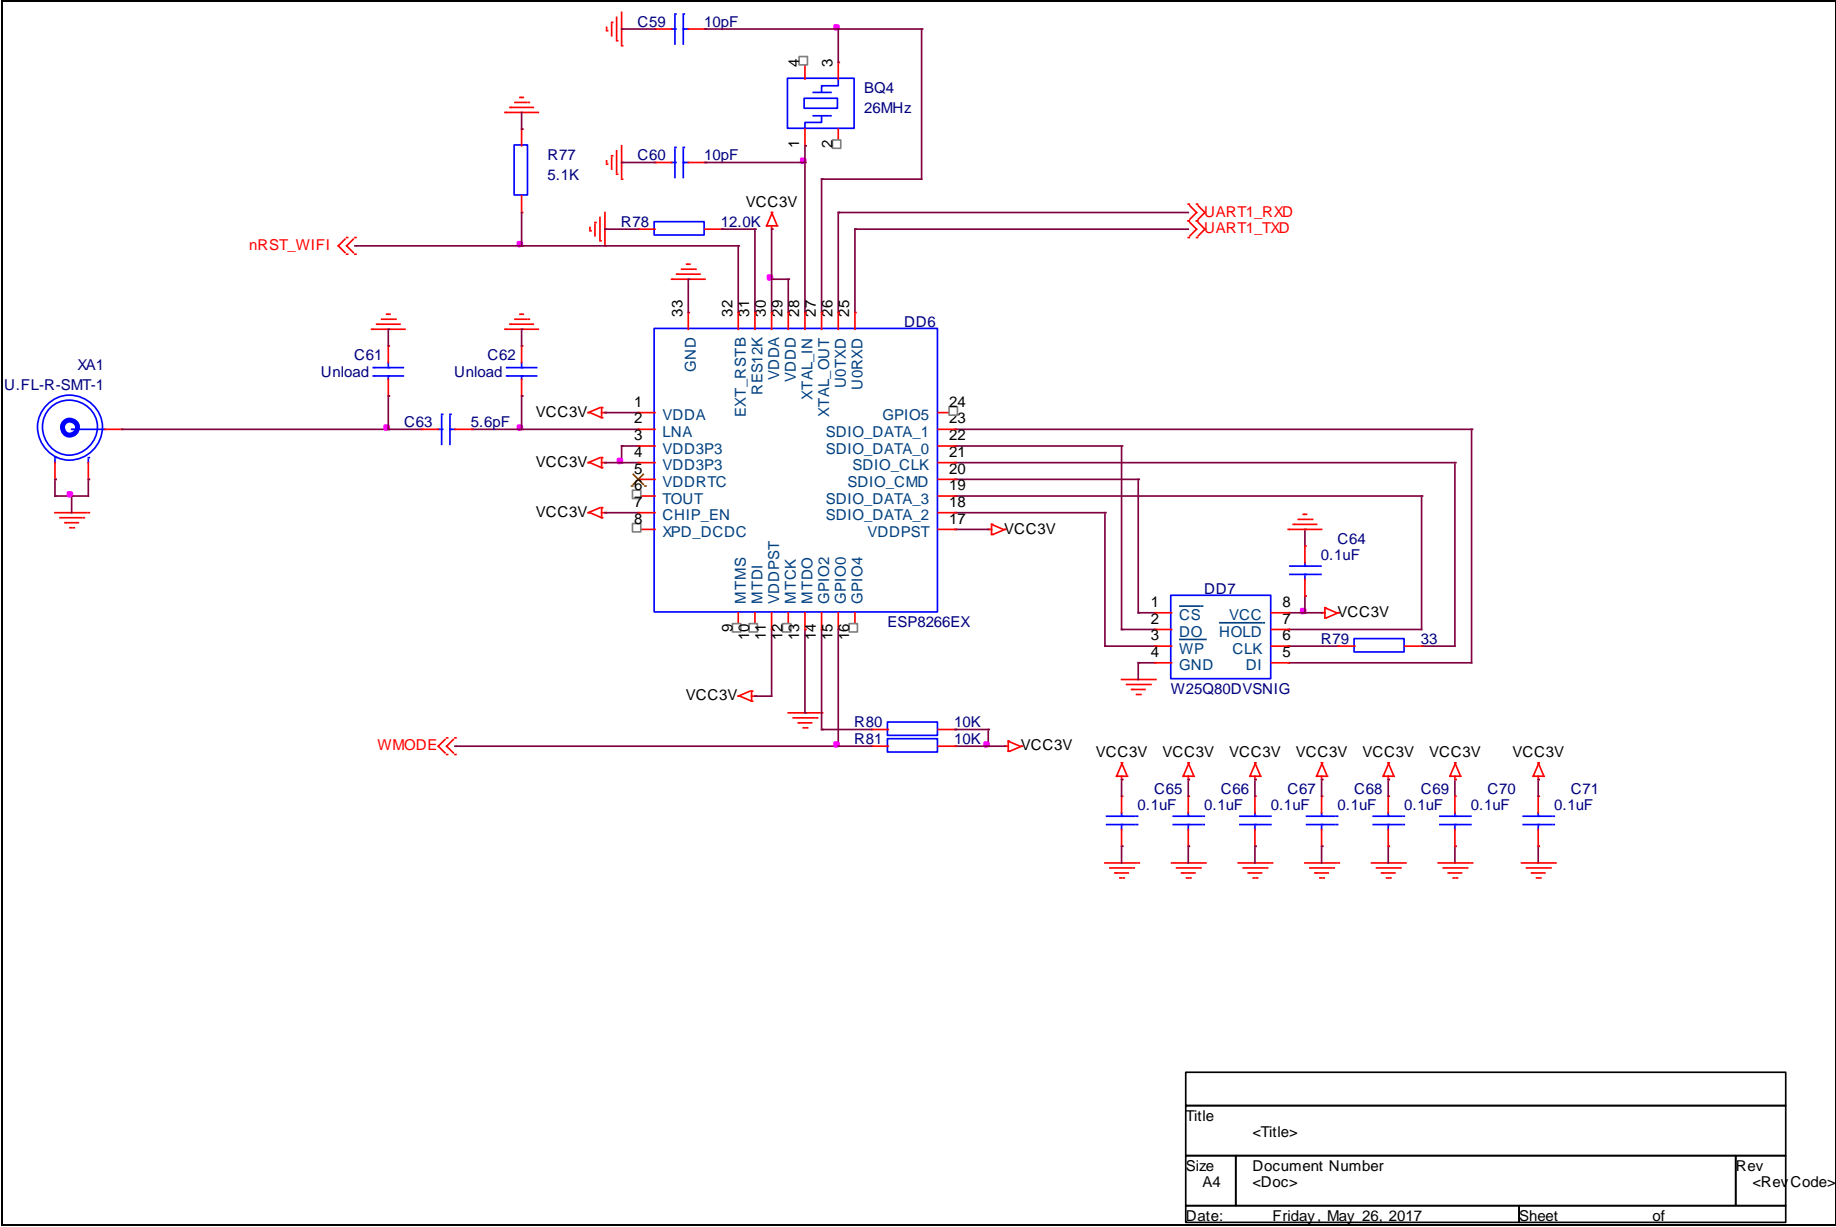 C59 10pF
4 3
BQ4
26MHz
1 2
C60 10pF
R77
5.1K
VCC3V
R78 12.0K
UART1_RXD
UART1_TXD
nRST_WIFI
33 32 31 30 29 28 27 26 25
DD6
GND EXT_RSTB RES12K VDDA VDDD XTAL_IN XTAL_OUT U0TXD U0RXD
C61
Unload
C62
Unload
XA1
U.FL-R-SMT-1
C63 5.6pF
VCC3V
VCC3V
VCC3V
1 VDDA
2 LNA
3 VDD3P3
4 VDD3P3
5 VDDRTC
6 TOUT
7 CHIP_EN
8 XPD_DCDC
GPIO5 24
SDIO_DATA_1 23
SDIO_DATA_0 22
SDIO_CLK 21
SDIO_CMD 20
SDIO_DATA_3 19
SDIO_DATA_2 18
VDDPST 17
VCC3V
MTMS MTDI VDDPST MTCK MTDO GPIO2 GPIO0 GPIO4
9 10 11 12 13 14 15 16
ESP8266EX
C64
0.1uF
DD7
1 CS VCC 8
VCC3V
2 DO HOLD 7
3 WP CLK 6
R79 33
4 GND DI 5
W25Q80DVSNIG
VCC3V
R80 10K
WMODE
R81 10K
VCC3V
VCC3V VCC3V VCC3V VCC3V VCC3V VCC3V VCC3V
C65 C66 C67 C68 C69 C70 C71
0.1uF 0.1uF 0.1uF 0.1uF 0.1uF 0.1uF 0.1uF
Title
<Title>
Size Document Number Rev
A4 <Doc> <RevCode>
Date: Friday, May 26, 2017 Sheet of